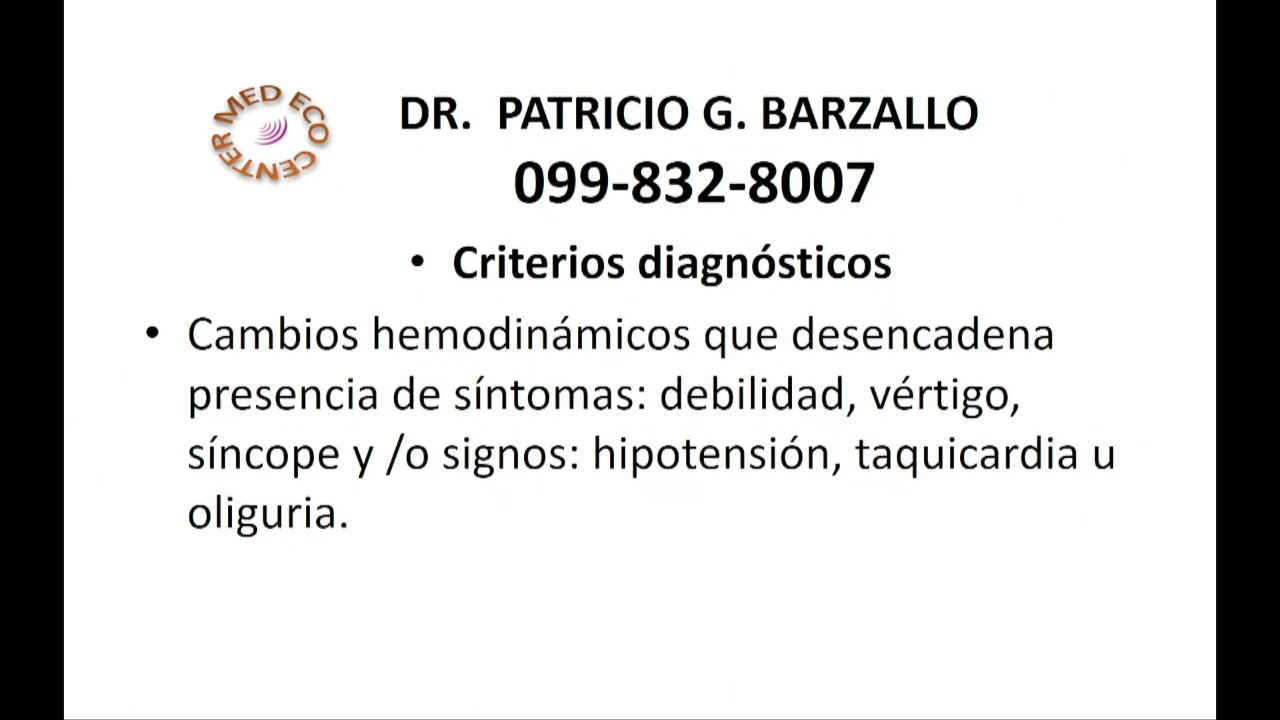 MED ECO CENTER
DR.  PATRICIO G. BARZALLO
099-832-8007
• Criterios diagnósticos
• Cambios hemodinámicos que desencadena
presencia de síntomas: debilidad, vértigo,
síncope y /o signos: hipotensión, taquicardia u
oliguria.